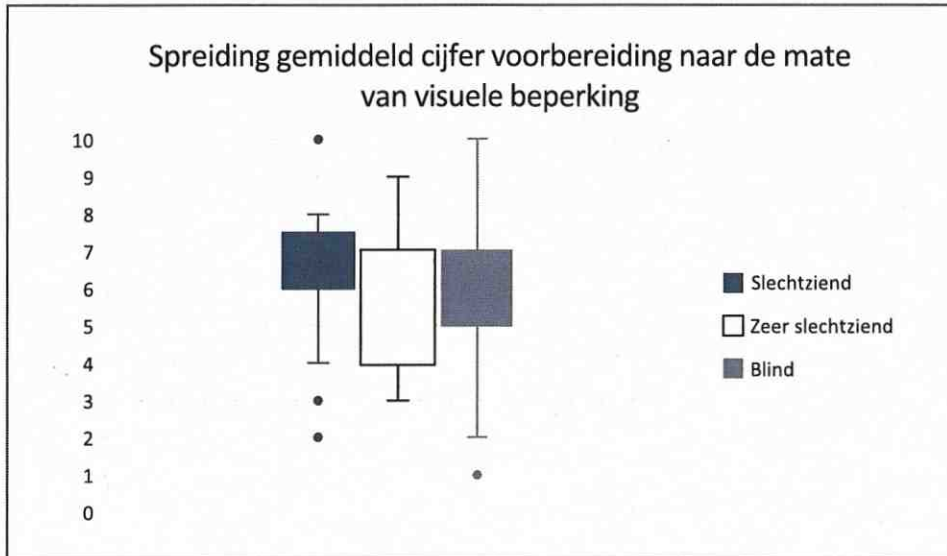 Spreiding gemiddeld cijfer voorbereiding naar de mate
van visuele beperking
10
9
8
7
6
5
4
3
2
1
0
Slechtziend
Zeer slechtziend
Blind